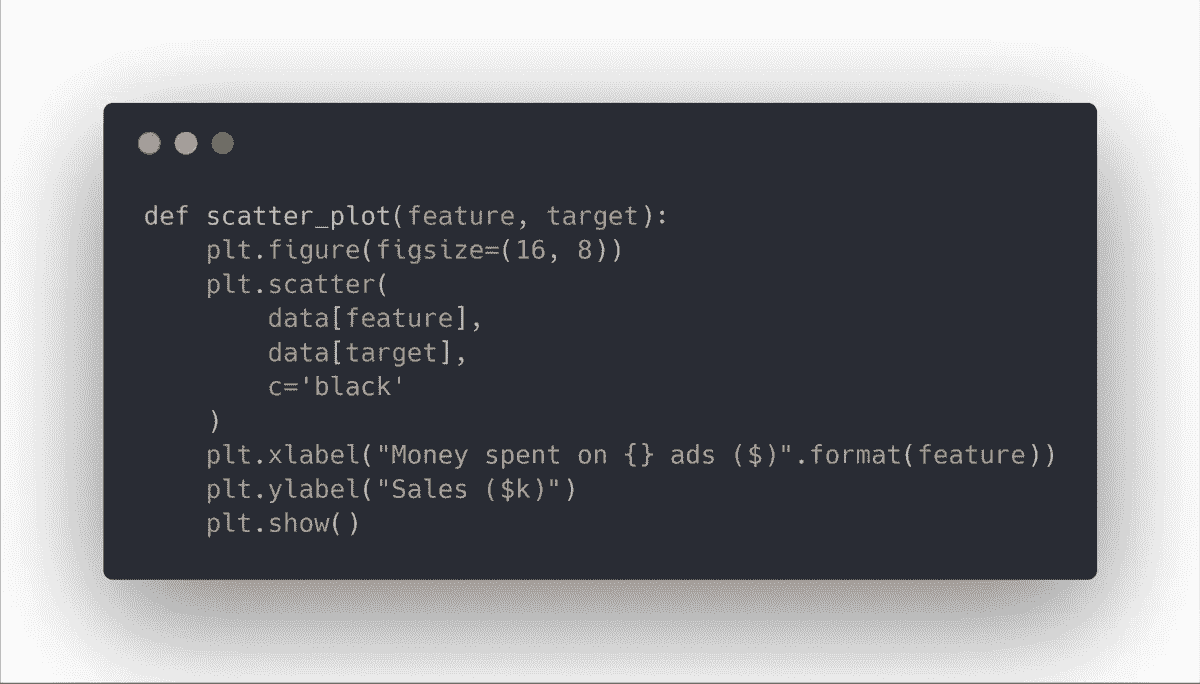 def scatter_plot(feature, target):
    plt.figure(figsize=(16, 8))
    plt.scatter(
        data[feature],
        data[target],
        c='black'
    )
    plt.xlabel("Money spent on {} ads ($)".format(feature))
    plt.ylabel("Sales ($k)")
    plt.show()